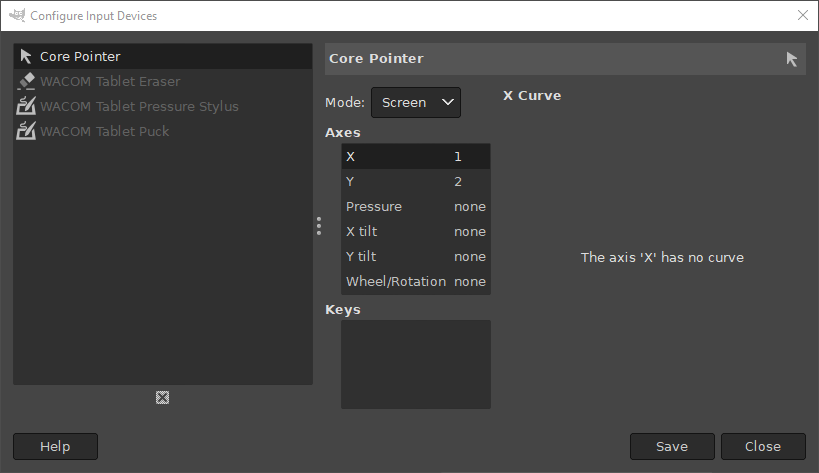 Configure Input Devices
Core Pointer
WACOM Tablet Eraser
WACOM Tablet Pressure Stylus
WACOM Tablet Puck
Core Pointer
Mode: Screen
X Curve
Axes
X 1
Y 2
Pressure none
X tilt none
Y tilt none
Wheel/Rotation none
The axis 'X' has no curve
Keys
Help
Save
Close